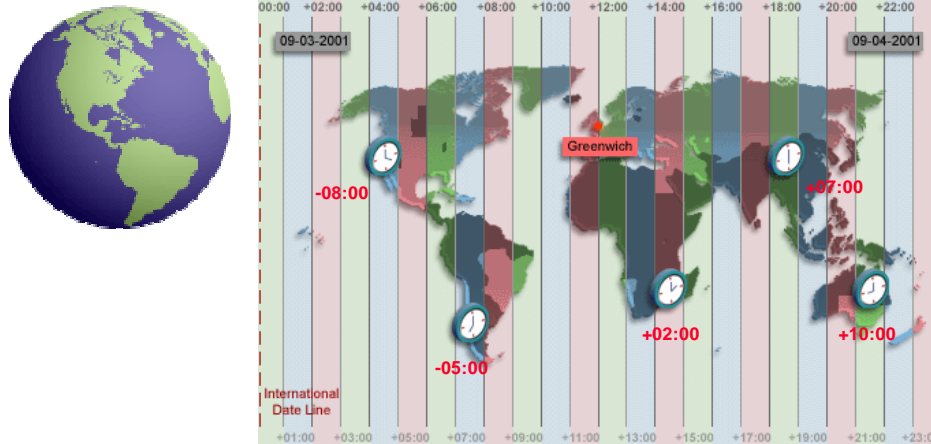 00:00 +02:00 +04:00 +06:00 +08:00 +10:00 +12:00 +14:00 +16:00 +18:00 +20:00 +22:00
09-03-2001 09-04-2001
Greenwich
-08:00 +07:00
+02:00 +10:00
-05:00
International
Date Line
+01:00 +03:00 +05:00 +07:00 +09:00 +11:00 +13:00 +15:00 +17:00 +19:00 +21:00 +23:0